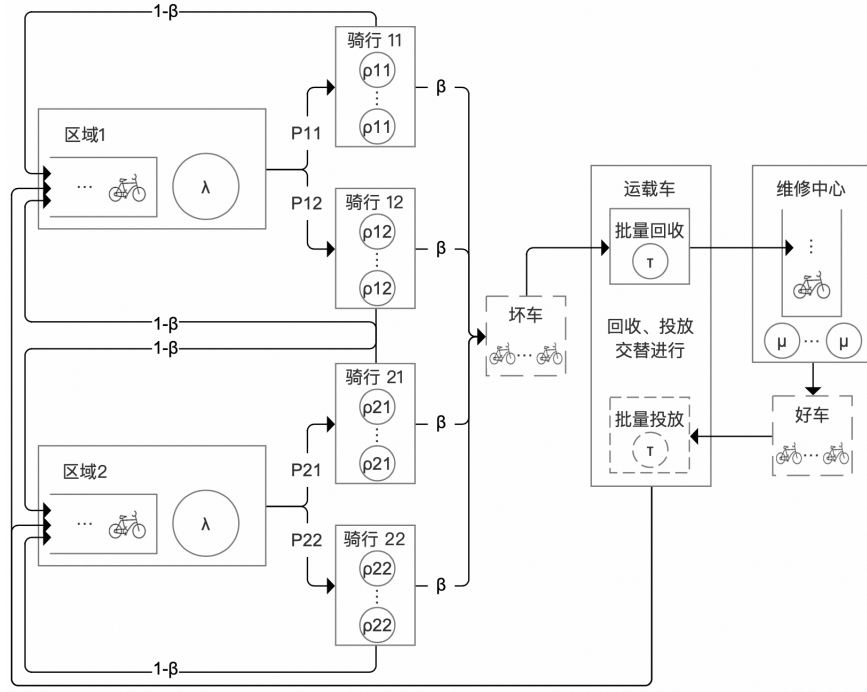 1-β
骑行 11
ρ11
⋮
ρ11
β
区域1
…
λ
P11
P12
骑行 12
ρ12
⋮
ρ12
β
1-β
1-β
骑行 21
ρ21
⋮
ρ21
β
区域2
…
λ
P21
P22
骑行 22
ρ22
⋮
ρ22
β
1-β
坏车
…
运载车
批量回收
τ
回收、投放
交替进行
批量投放
τ
维修中心
⋮
μ … μ
好车
…